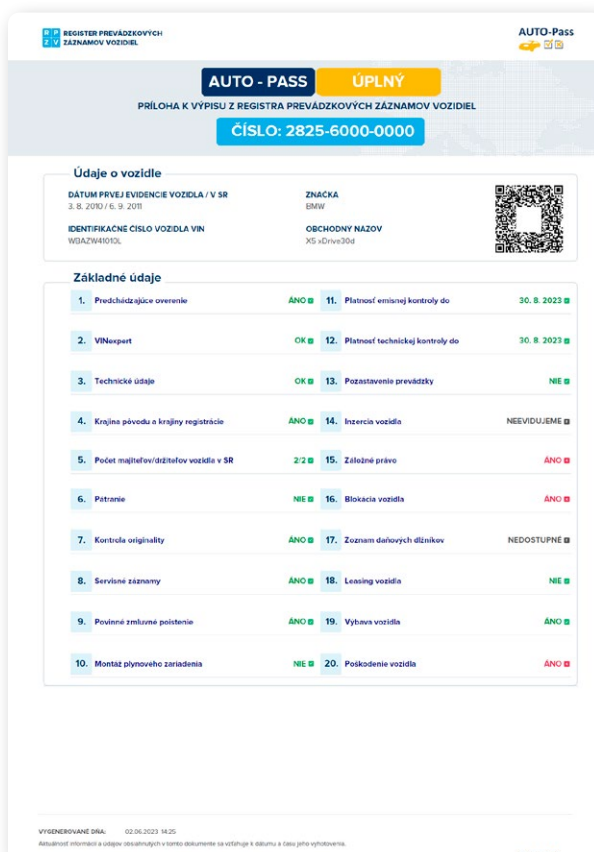 REGISTER PREVÁDZKOVÝCH
ZÁZNAMOV VOZIDIEL
AUTO-Pass
AUTO - PASS ÚPLNÝ
PRÍLOHA K VÝPISU Z REGISTRA PREVÁDZKOVÝCH ZÁZNAMOV VOZIDIEL
ČÍSLO: 2825-6000-0000
Údaje o vozidle
DÁTUM PRVEJ EVIDENCIE VOZIDLA / V SR
3. 8. 2010 / 6. 9. 2011
ZNAČKA
BMW
IDENTIFIKAČNÉ ČÍSLO VOZIDLA VIN
WBAZW41010L
OBCHODNÝ NÁZOV
X5 xDrive30d
Základné údaje
1. Predchádzajúce overenie ÁNO
2. VINexpert OK
3. Technické údaje OK
4. Krajina pôvodu a krajiny registrácie ÁNO
5. Počet majiteľov/držiteľov vozidla v SR 2/2
6. Pátranie NIE
7. Kontrola originality ÁNO
8. Servisné záznamy ÁNO
9. Povinné zmluvné poistenie ÁNO
10. Montáž plynového zariadenia NIE
11. Platnosť emisnej kontroly do 30. 8. 2023
12. Platnosť technickej kontroly do 30. 8. 2023
13. Pozastavenie prevádzky NIE
14. Inzercia vozidla NEEVIDUJEME
15. Záložné právo ÁNO
16. Blokácia vozidla ÁNO
17. Zoznam daňových dlžníkov NEDOSTUPNÉ
18. Leasing vozidla NIE
19. Výbava vozidla ÁNO
20. Poškodenie vozidla ÁNO
VYGENEROVANÉ DŇA: 02.06.2023 14:25
Aktuálnosť informácií a údajov obsiahnutých v tomto dokumente sa vzťahuje k dátumu a času jeho vyhotovenia.